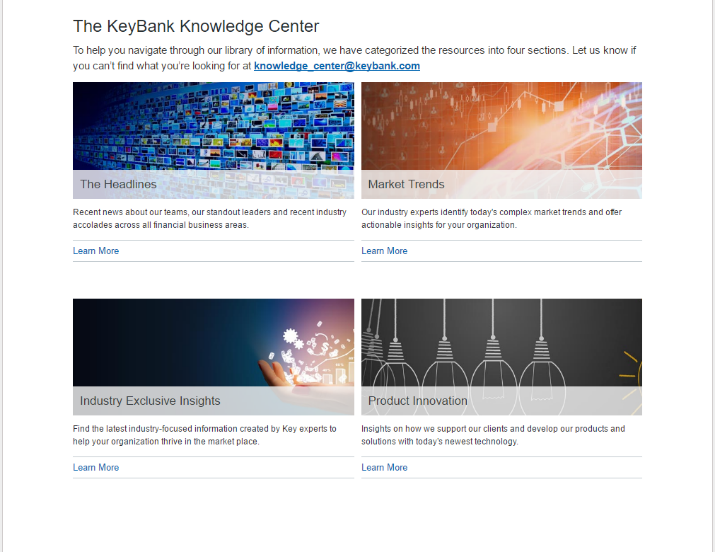 The KeyBank Knowledge Center
To help you navigate through our library of information, we have categorized the resources into four sections. Let us know if
you can't find what you're looking for at knowledge_center@keybank.com
The Headlines
Recent news about our teams, our standout leaders and recent industry
accolades across all financial business areas.
Learn More
Market Trends
Our industry experts identify today's complex market trends and offer
actionable insights for your organization.
Learn More
Industry Exclusive Insights
Find the latest industry-focused information created by Key experts to
help your organization thrive in the market place.
Learn More
Product Innovation
Insights on how we support our clients and develop our products and
solutions with today's newest technology.
Learn More